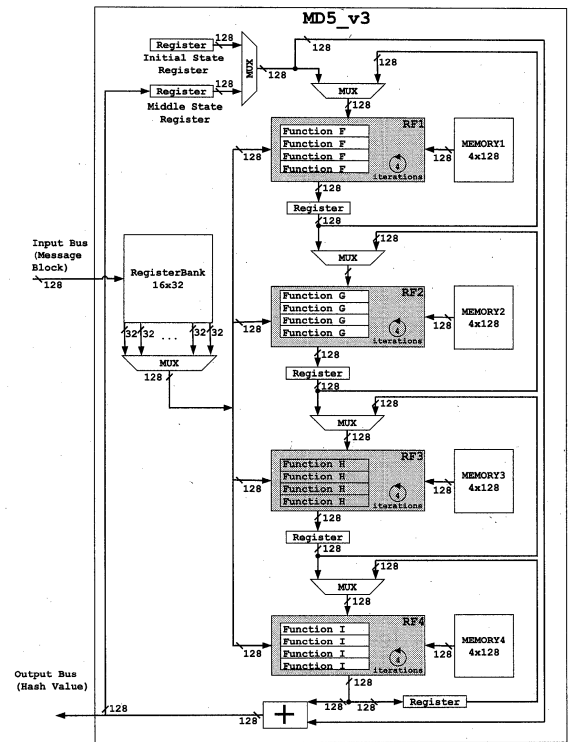 MD5_v3
Register
128
128
Initial State
Register
MUX
128
128
Register
128
Middle State
Register
MUX
128
RF1
Function F
Function F
Function F
Function F
4
iterations
128
128
MEMORY1
4x128
128
Register
128
128
MUX
Input Bus
(Message
Block)
128
RegisterBank
16x32
32
32
...
32
32
MUX
128
RF2
Function G
Function G
Function G
Function G
4
iterations
128
128
MEMORY2
4x128
128
Register
128
128
MUX
128
RF3
Function H
Function H
Function H
Function H
4
iterations
128
128
MEMORY3
4x128
128
Register
128
128
MUX
128
RF4
Function I
Function I
Function I
Function I
4
iterations
128
128
MEMORY4
4x128
128
Output Bus
(Hash Value)
128
128
+
128
128
Register